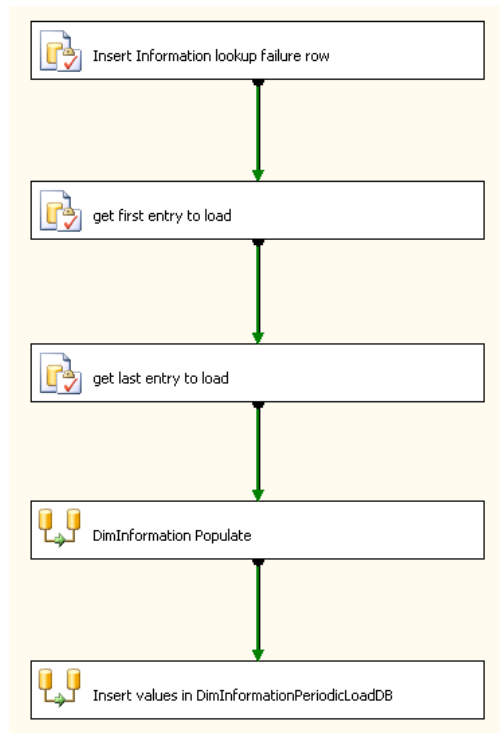 Insert Information lookup failure row
get first entry to load
get last entry to load
DimInformation Populate
Insert values in DimInformationPeriodicLoadDB